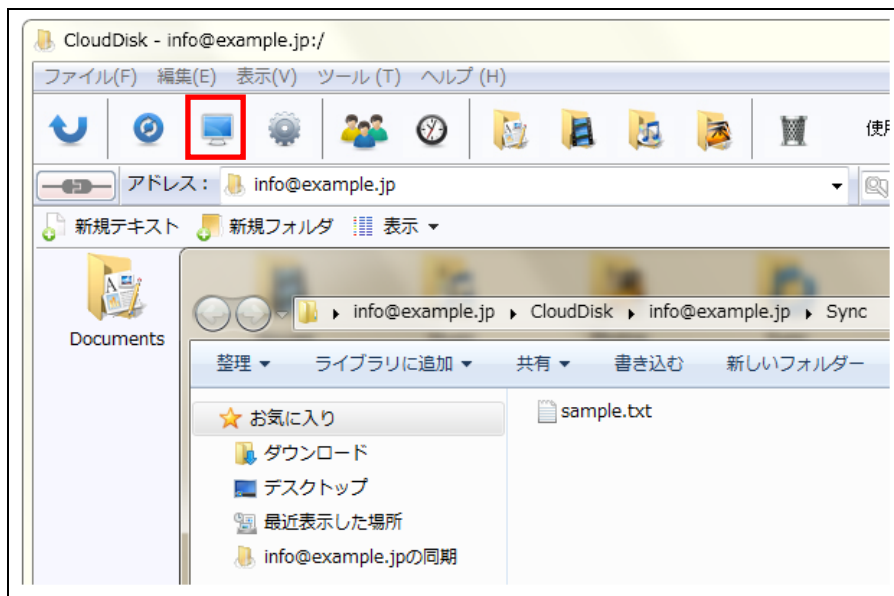 CloudDisk - info@example.jp:/
ファイル(F) 編集(E) 表示(V) ツール (T) ヘルプ (H)
アドレス : info@example.jp
新規テキスト 新規フォルダ 表示
Documents
info@example.jp CloudDisk info@example.jp Sync
整理 ライブラリに追加 共有 書き込む 新しいフォルダー
お気に入り
sample.txt
ダウンロード
デスクトップ
最近表示した場所
info@example.jpの同期